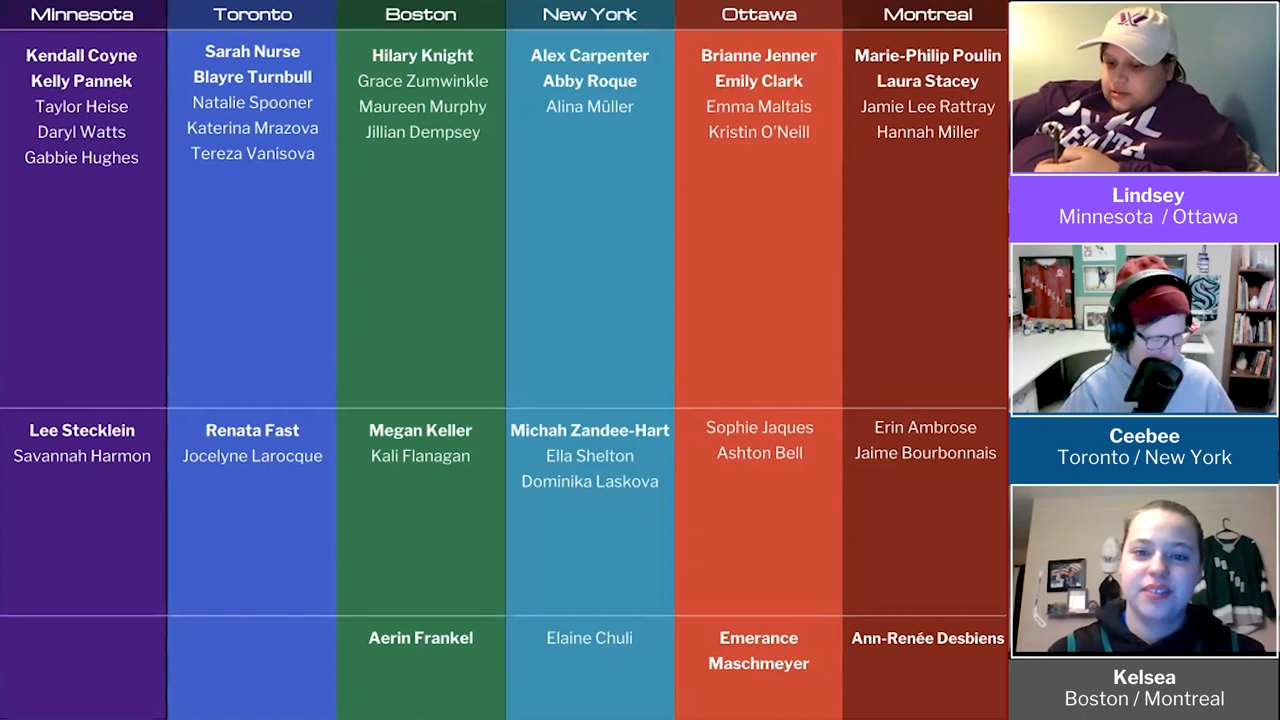 Minnesota
Kendall Coyne
Kelly Pannek
Taylor Heise
Daryl Watts
Gabbie Hughes
Lee Stecklein
Savannah Harmon
Toronto
Sarah Nurse
Blayre Turnbull
Natalie Spooner
Katerina Mrazova
Tereza Vanisova
Renata Fast
Jocelyne Larocque
Boston
Hilary Knight
Grace Zumwinkle
Maureen Murphy
Jillian Dempsey
Megan Keller
Kali Flanagan
Aerin Frankel
New York
Alex Carpenter
Abby Roque
Alina Müller
Michah Zandee-Hart
Ella Shelton
Dominika Laskova
Elaine Chuli
Ottawa
Brianne Jenner
Emily Clark
Emma Maltais
Kristin O'Neill
Sophie Jaques
Ashton Bell
Emerance
Maschmeyer
Montreal
Marie-Philip Poulin
Laura Stacey
Jamie Lee Rattray
Hannah Miller
Erin Ambrose
Jaime Bourbonnais
Ann-Renée Desbiens
Lindsey
Minnesota / Ottawa
Ceebee
Toronto / New York
Kelsea
Boston / Montreal